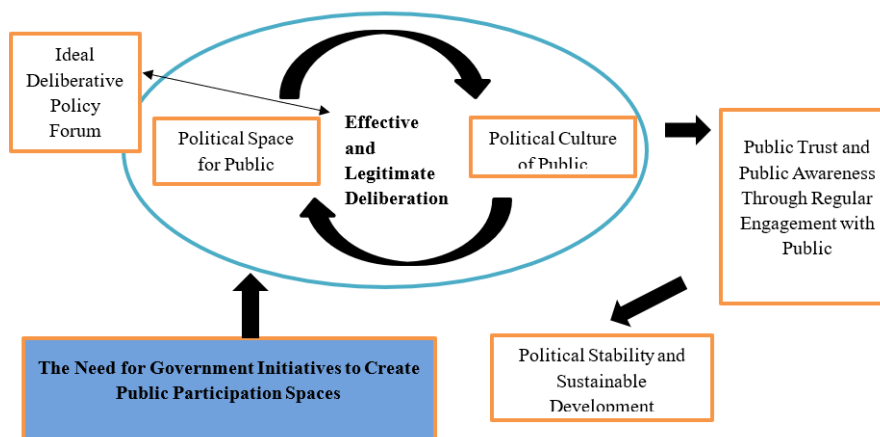 Ideal
Deliberative
Policy
Forum
Political Space
for Public
Effective
and
Legitimate
Deliberation
Political Culture
of Public
Public Trust and
Public Awareness
Through Regular
Engagement with
Public
The Need for Government Initiatives to Create
Public Participation Spaces
Political Stability and
Sustainable
Development